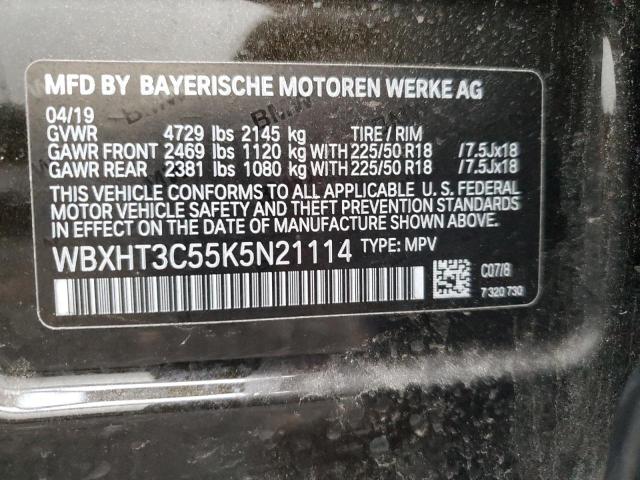 MFD BY BAYERISCHE MOTOREN WERKE AG
04/19
GVWR 4729 lbs 2145 kg TIRE / RIM
GAWR FRONT 2469 lbs 1120 kg WITH 225/50 R18 /7.5Jx18
GAWR REAR 2381 lbs 1080 kg WITH 225/50 R18 /7.5Jx18
THIS VEHICLE CONFORMS TO ALL APPLICABLE U. S. FEDERAL
MOTOR VEHICLE SAFETY AND THEFT PREVENTION STANDARDS
IN EFFECT ON THE DATE OF MANUFACTURE SHOWN ABOVE.
WBXHT3C55K5N21114 TYPE: MPV
C07/8
7 320 730